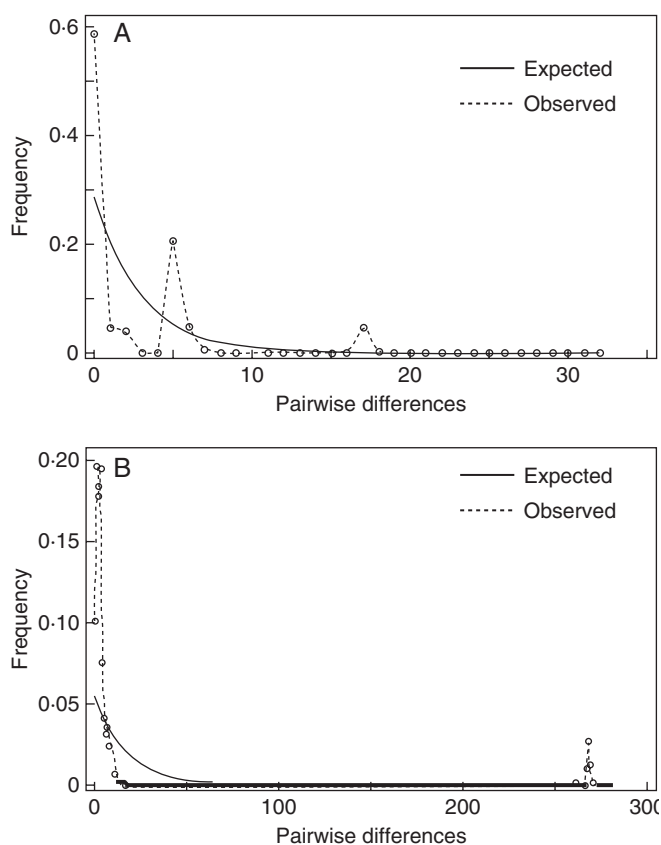 A
0·6
0·4
0·2
0
Frequency
Expected
Observed
0 10 20 30
Pairwise differences
B
0·20
0·15
0·10
0·05
0
Frequency
Expected
Observed
0 100 200 300
Pairwise differences